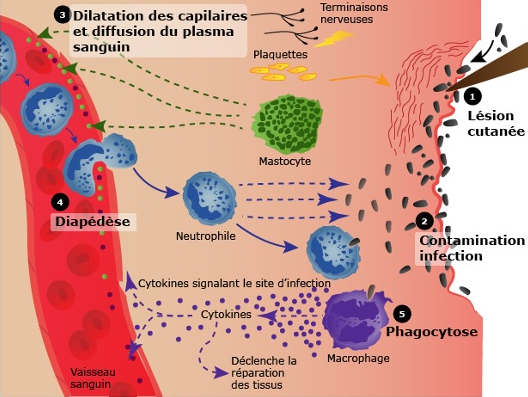 3 Dilatation des capilaires
et diffusion du plasma
sanguin
Terminaisons
nerveuses
Plaquettes
1
Lésion
cutanée
Mastocyte
4
Diapédèse
Neutrophile
2
Contamination
infection
Cytokines signalant le site d'infection
Cytokines
5
Phagocytose
Macrophage
Déclenche la
réparation
des tissus
Vaisseau
sanguin